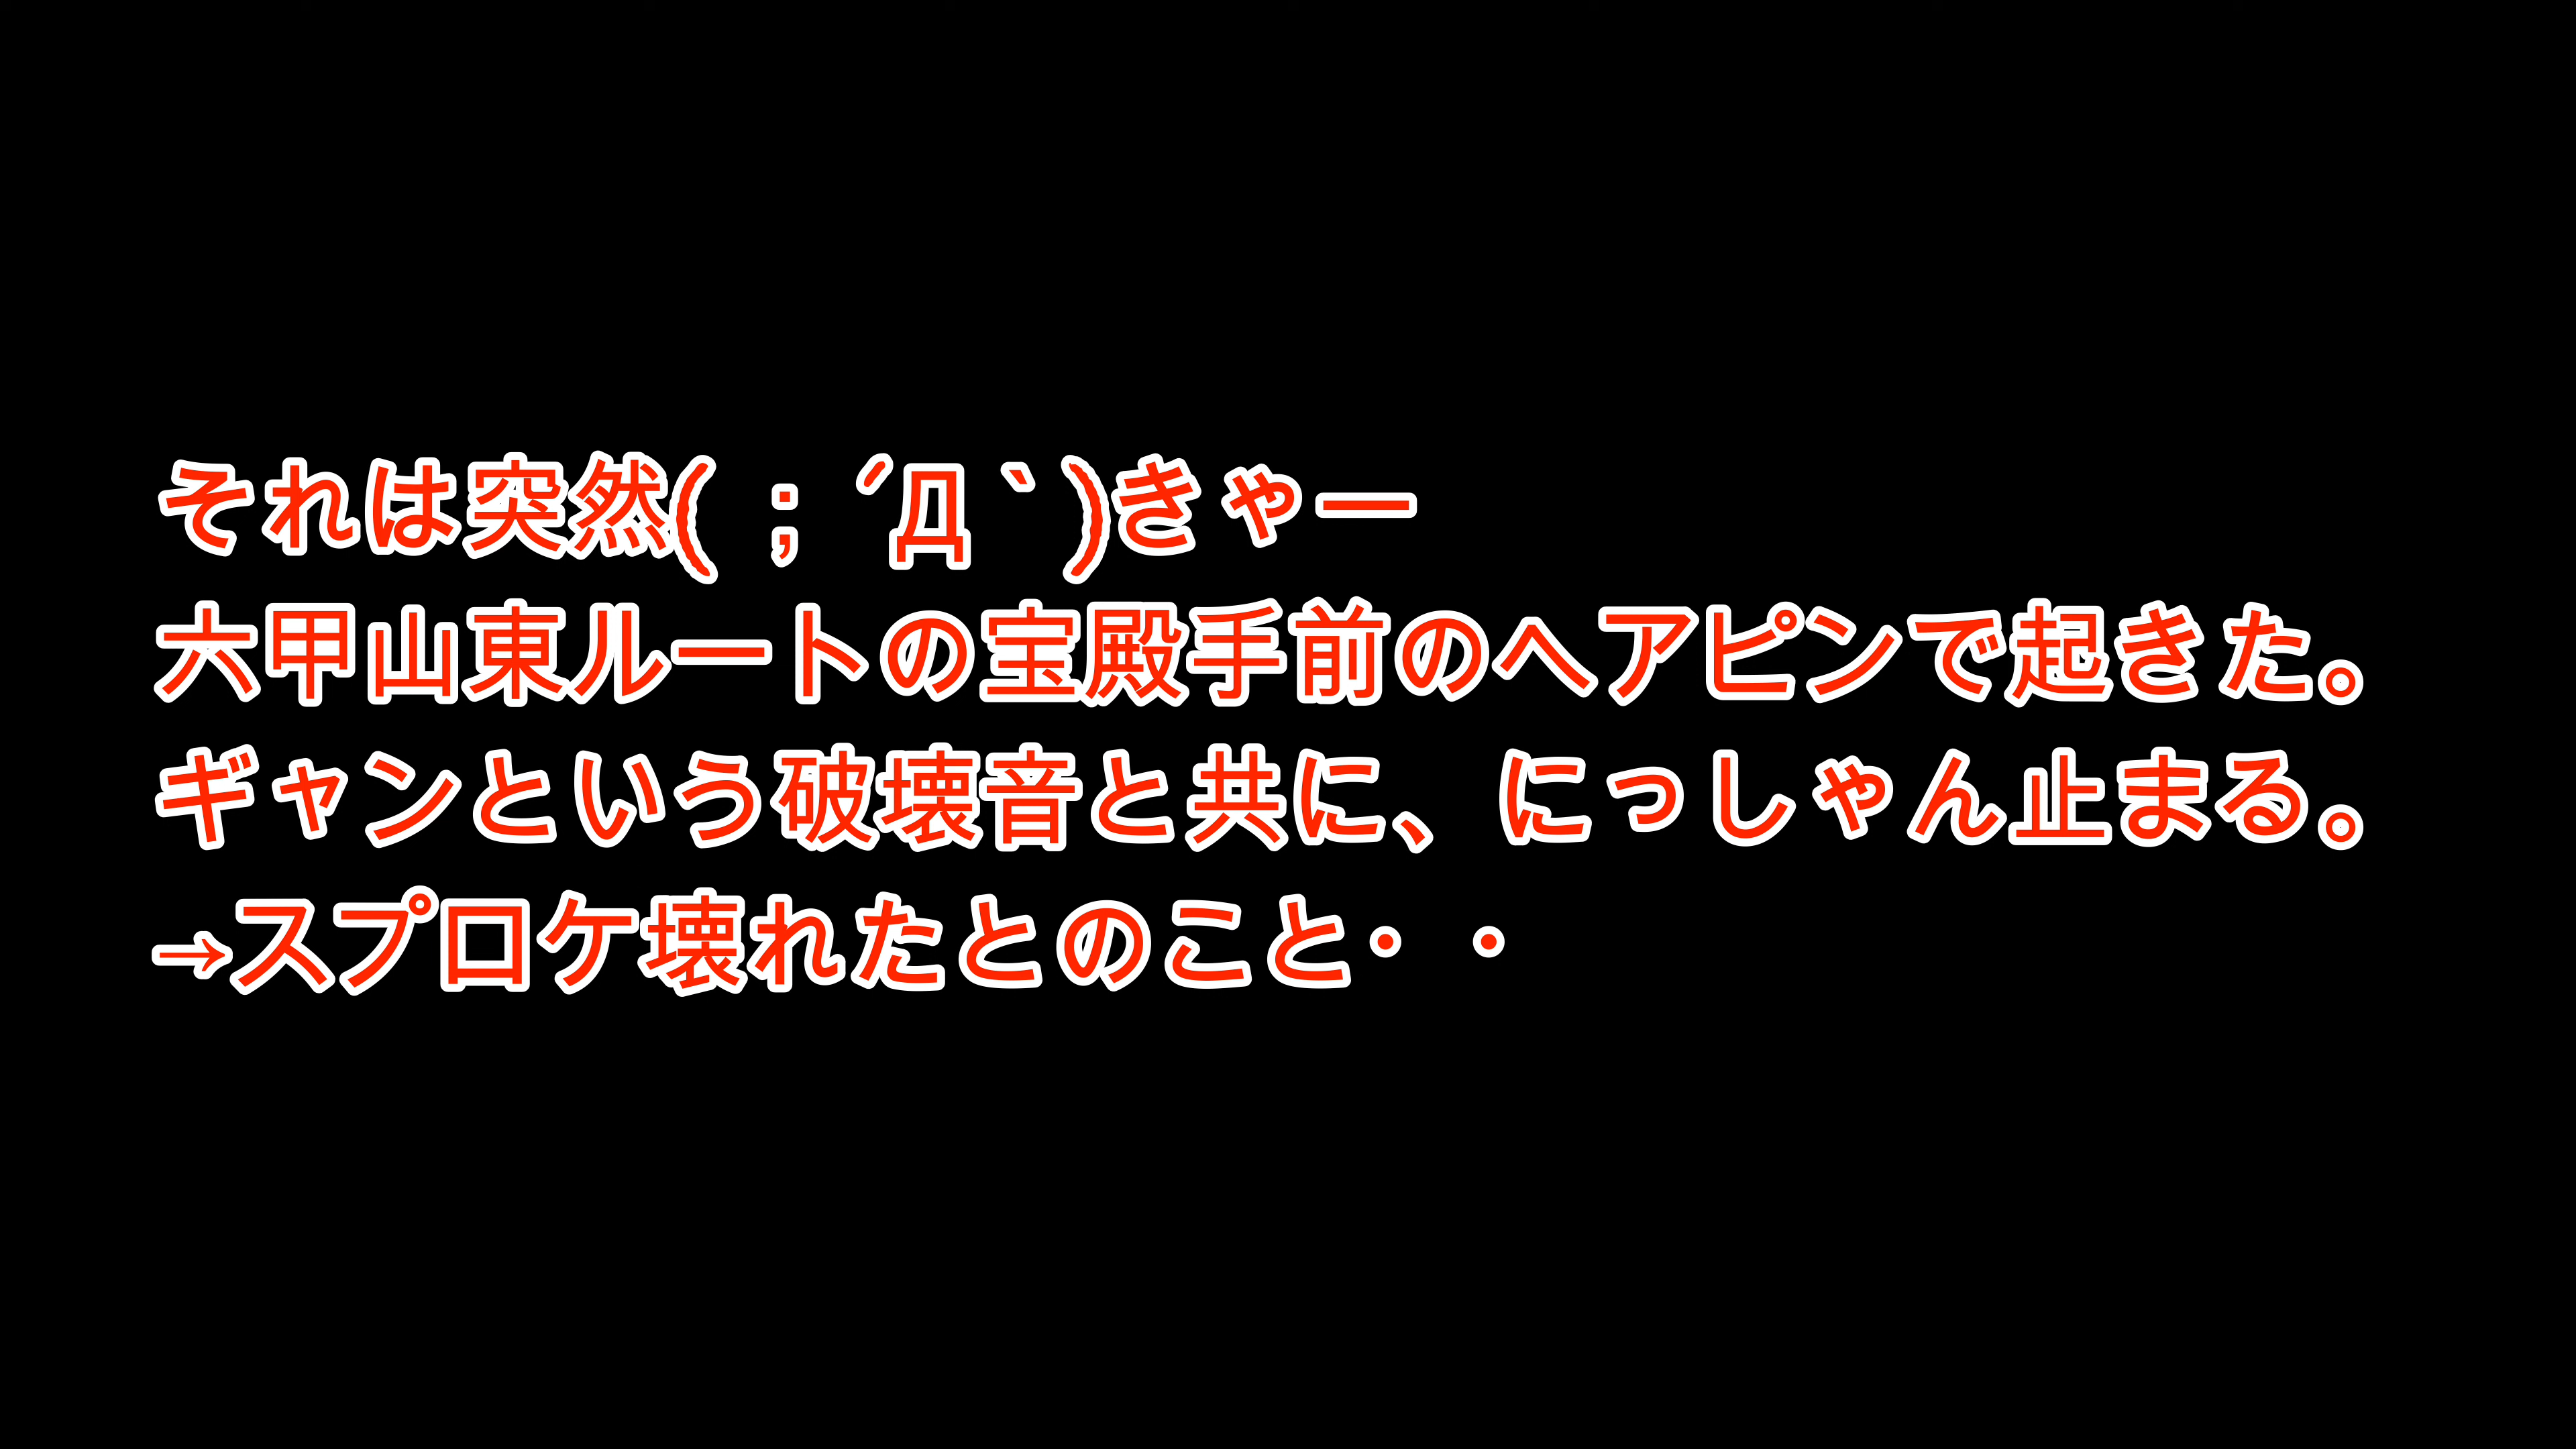 それは突然( ；´Д｀)きゃー
六甲山東ルートの宝殿手前のヘアピンで起きた。
ギャンという破壊音と共に、にっしゃん止まる。
→スプロケ壊れたとのこと・・